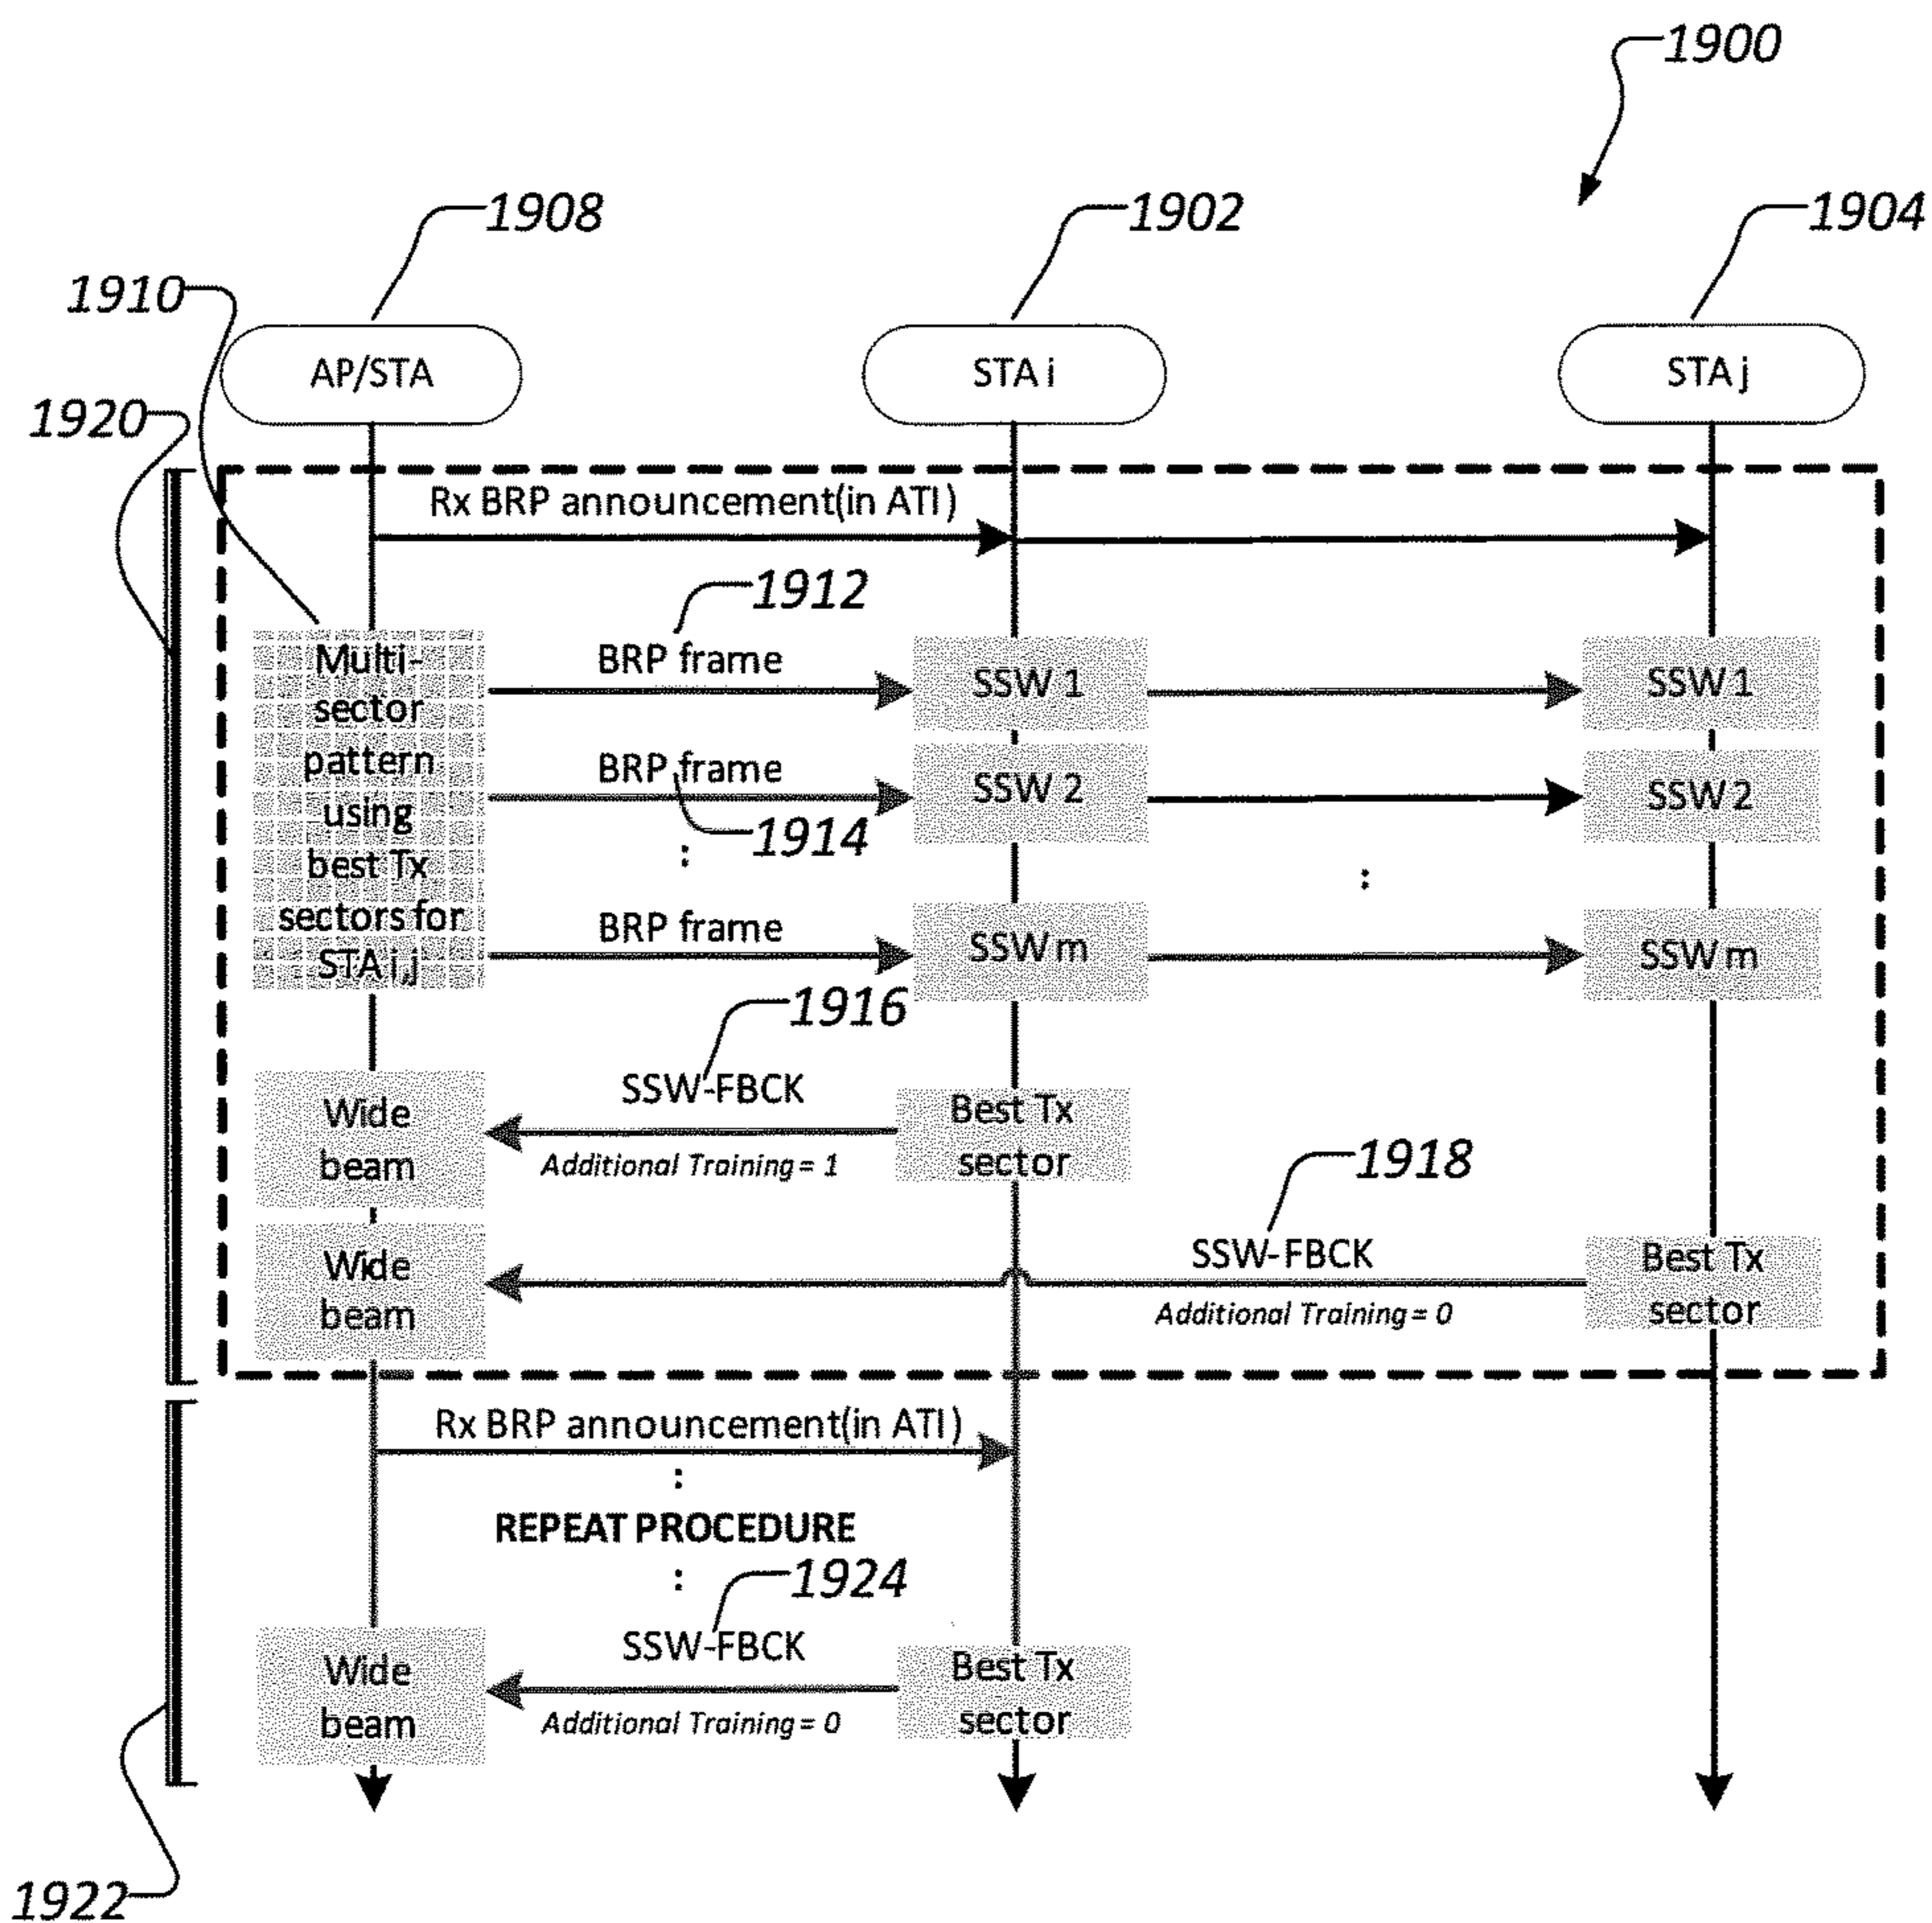 1900
1908
1902
1904
1910
AP/STA
STA i
STA j
1920
Rx BRP announcement(in ATI)
1912
Multi-
sector
pattern
using
best Tx
sectors for
STA i,j
BRP frame
SSW 1
SSW 1
BRP frame
SSW 2
SSW 2
1914
:
:
BRP frame
SSW m
SSW m
1916
Wide
beam
SSW-FBCK
Additional Training = 1
Best Tx
sector
1918
Wide
beam
SSW-FBCK
Additional Training = 0
Best Tx
sector
Rx BRP announcement(in ATI)
:
REPEAT PROCEDURE
:
1924
Wide
beam
SSW-FBCK
Additional Training = 0
Best Tx
sector
1922